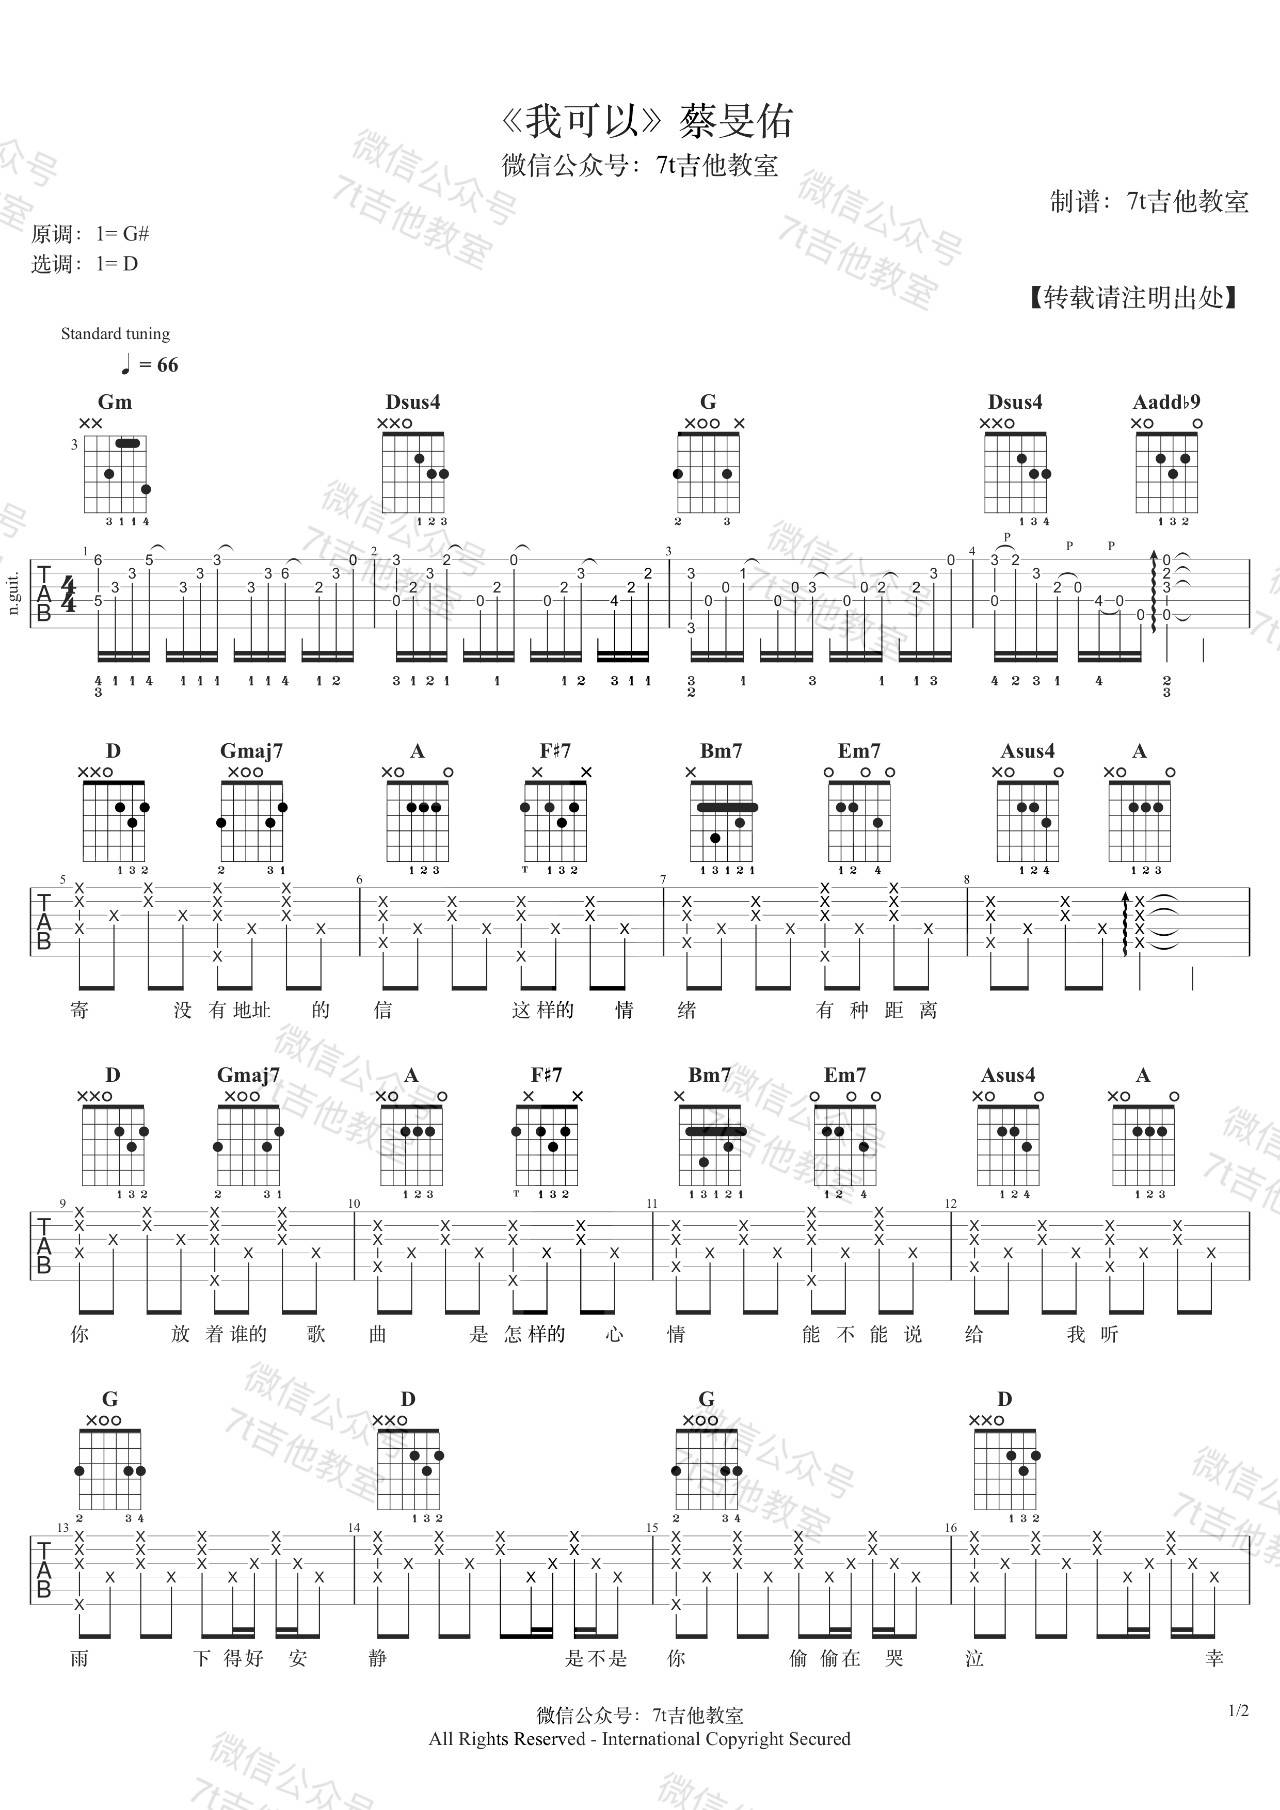 《我可以》蔡旻佑
微信公众号：7t吉他教室
制谱：7t吉他教室
原调：1= G#
选调：1= D
【转载请注明出处】
Standard tuning
♩= 66
Gm Dsus4 G Dsus4 Aadd♭9
n.guit.
D Gmaj7 A F♯7 Bm7 Em7 Asus4 A
寄 没 有 地址 的 信 这 样的 情 绪 有 种 距 离
D Gmaj7 A F♯7 Bm7 Em7 Asus4 A
你 放 着 谁的 歌 曲 是 怎 样的 心 情 能 不 能 说 给 我 听
G D G D
雨 下 得 好 安 静 是 不 是 你 偷 偷 在 哭 泣 幸
微信公众号：7t吉他教室
1/2
All Rights Reserved - International Copyright Secured